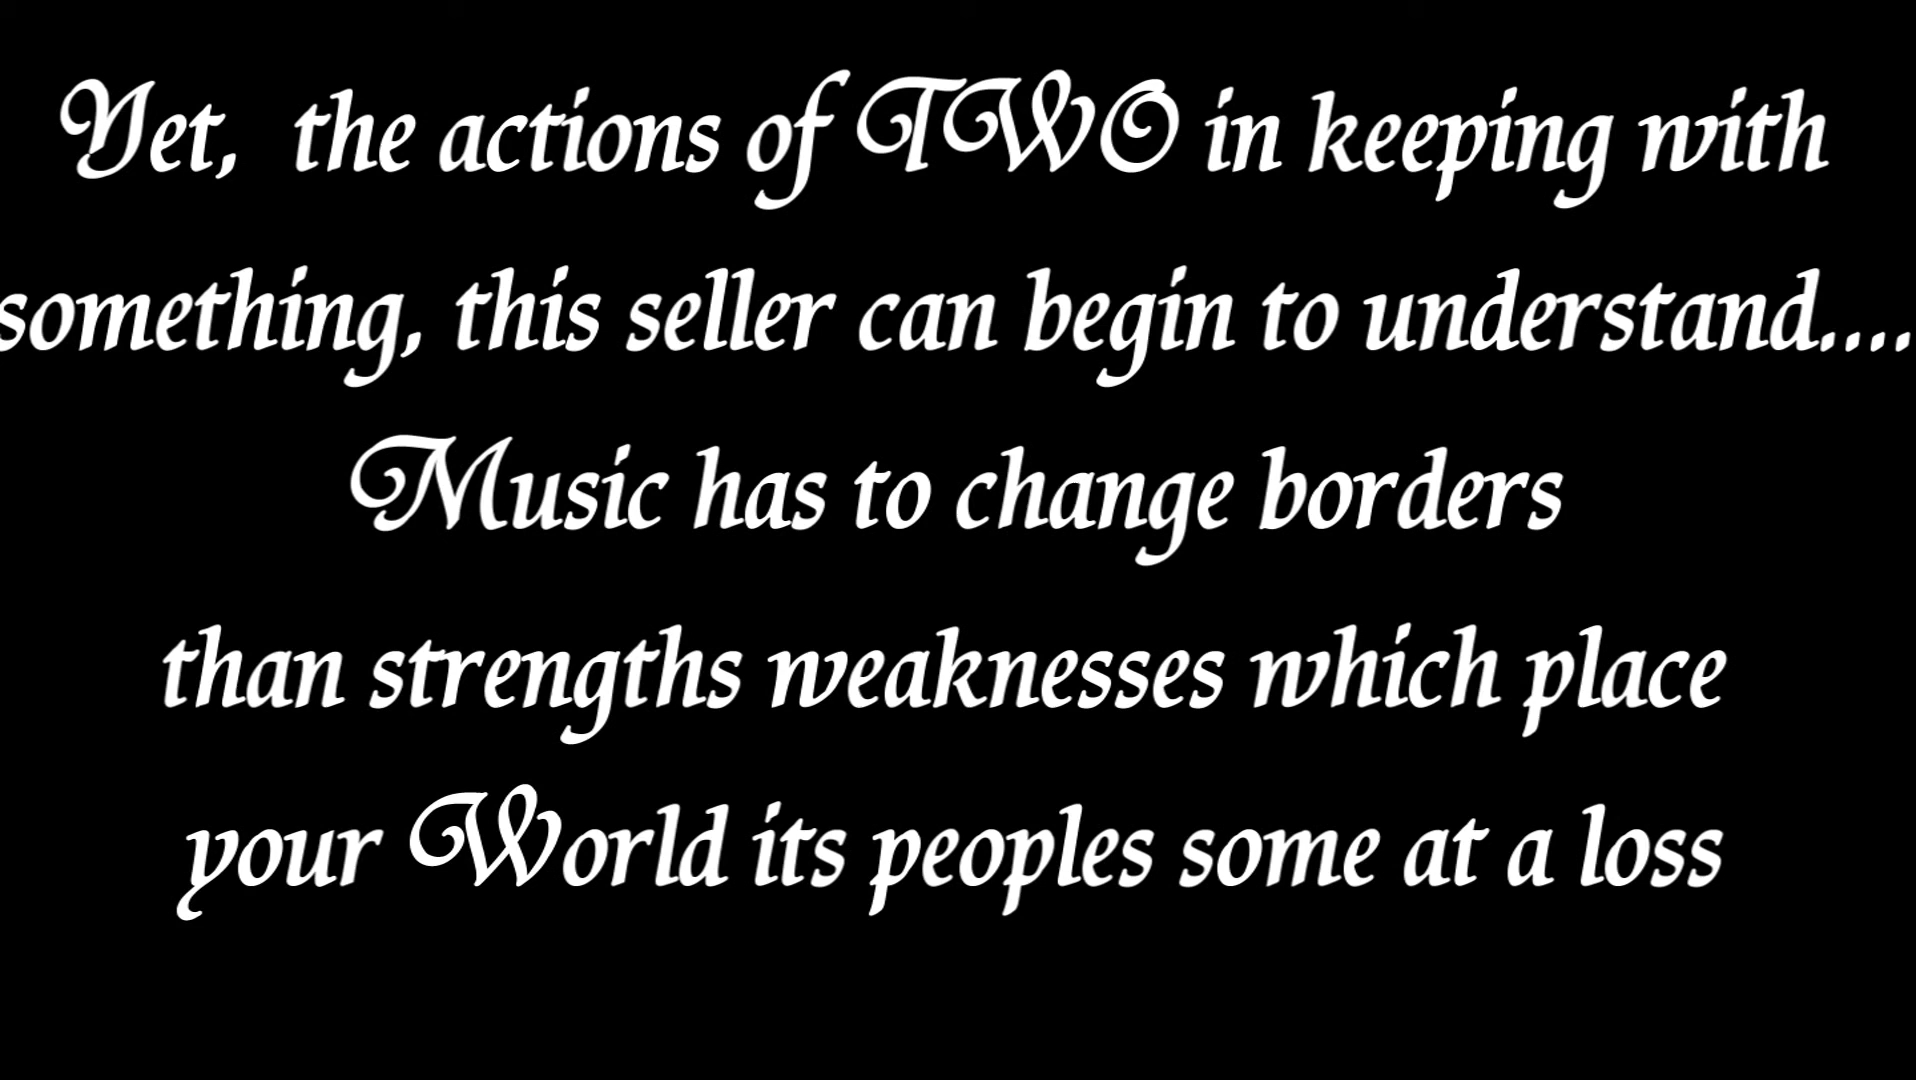 Yet, the actions of TWO in keeping with
something, this seller can begin to understand....
Music has to change borders
than strengths weaknesses which place
your World its peoples some at a loss